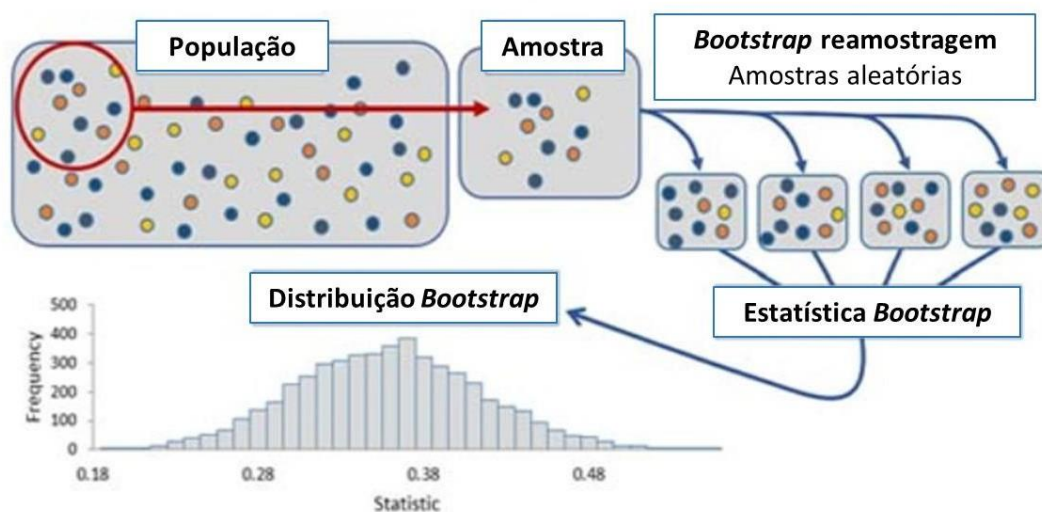 População
Amostra
Bootstrap reamostragem
Amostras aleatórias
Distribuição Bootstrap
Estatística Bootstrap
500
400
300
200
100
0
Frequency
0.18
0.28
0.38
0.48
Statistic